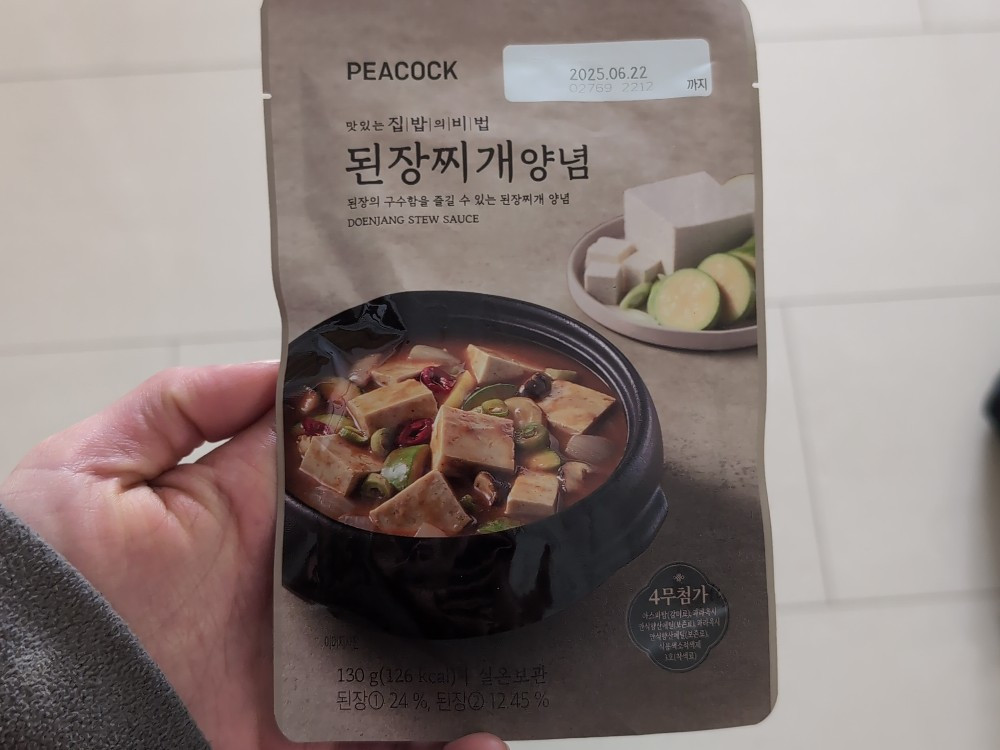 PEACOCK
2025.06.22
02769 2212
까지
맛있는 집|밥|의|비|법
된장찌개양념
된장의 구수함을 즐길 수 있는 된장찌개 양념
DOENJANG STEW SAUCE
4무첨가
130 g(126 kcal) 실온보관
된장① 24 %, 된장② 12.45 %